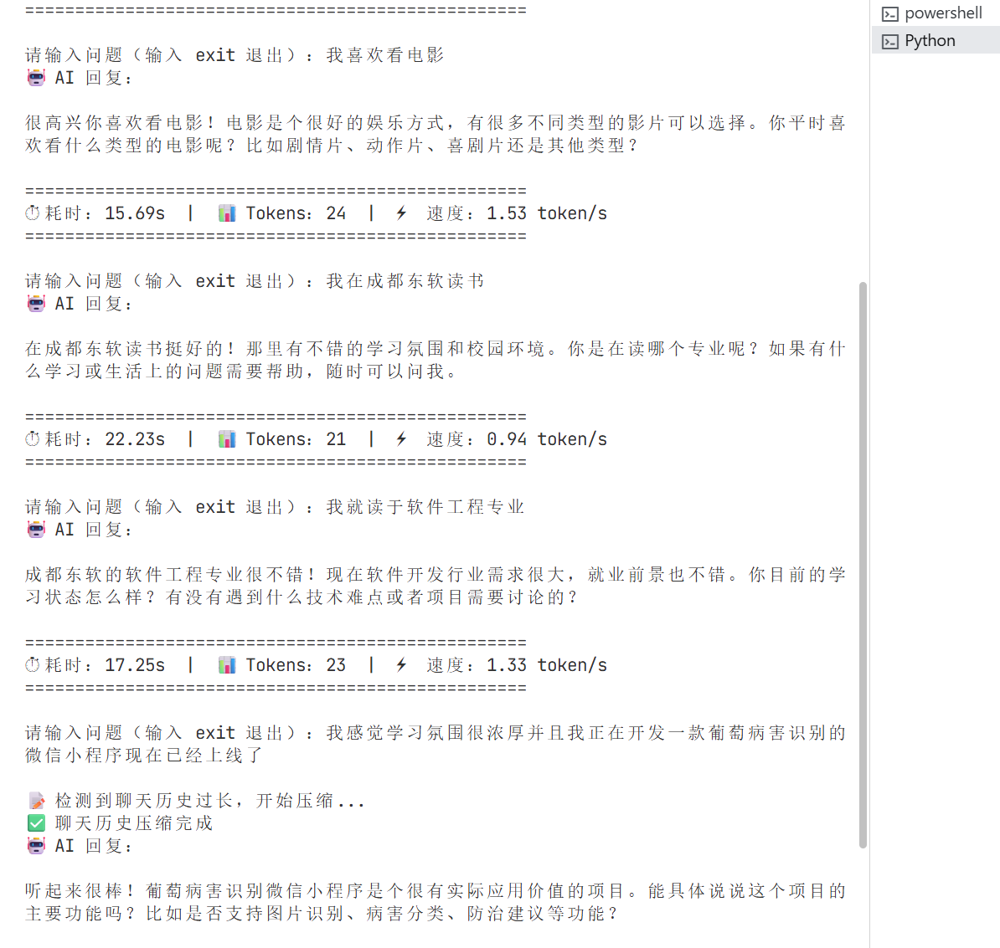 ==================================================
请输入问题（输入 exit 退出）：我喜欢看电影
🤖 AI 回复：
很高兴你喜欢看电影！电影是个很好的娱乐方式，有很多不同类型的影片可以选择。你平时喜
欢看什么类型的电影呢？比如剧情片、动作片、喜剧片还是其他类型？
==================================================
⏱耗时：15.69s | 📊 Tokens：24 | ⚡ 速度：1.53 token/s
==================================================
请输入问题（输入 exit 退出）：我在成都东软读书
🤖 AI 回复：
在成都东软读书挺好的！那里有不错的学习氛围和校园环境。你是在读哪个专业呢？如果有什
么学习或生活上的问题需要帮助，随时可以问我。
==================================================
⏱耗时：22.23s | 📊 Tokens：21 | ⚡ 速度：0.94 token/s
==================================================
请输入问题（输入 exit 退出）：我就读于软件工程专业
🤖 AI 回复：
成都东软的软件工程专业很不错！现在软件开发行业需求很大，就业前景也不错。你目前的学
习状态怎么样？有没有遇到什么技术难点或者项目需要讨论的？
==================================================
⏱耗时：17.25s | 📊 Tokens：23 | ⚡ 速度：1.33 token/s
==================================================
请输入问题（输入 exit 退出）：我感觉学习氛围很浓厚并且我正在开发一款葡萄病害识别的
微信小程序现在已经上线了
📝 检测到聊天历史过长，开始压缩...
✅ 聊天历史压缩完成
🤖 AI 回复：
听起来很棒！葡萄病害识别微信小程序是个很有实际应用价值的项目。能具体说说这个项目的
主要功能吗？比如是否支持图片识别、病害分类、防治建议等功能？
powershell
Python